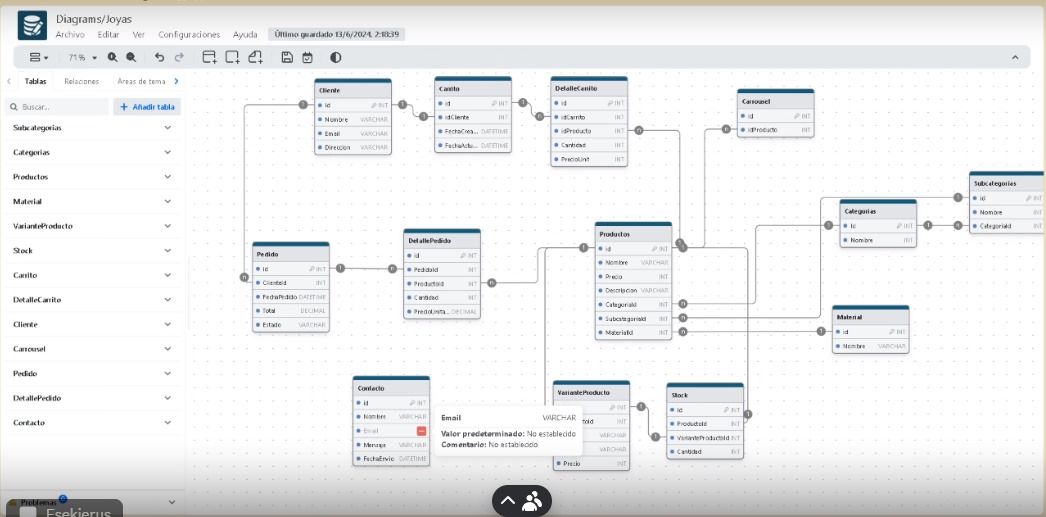 Diagrams/Joyas
Archivo Editar Ver Configuraciones Ayuda Último guardado 13/6/2024, 2:18:39
71%
Tablas Relaciones Áreas de tema
Buscar... + Añadir tabla
Subcategorias
Categorias
Productos
Material
VarianteProducto
Stock
Carrito
DetalleCarrito
Cliente
Carrousel
Pedido
DetallePedido
Contacto
Problemas
Esekierus
Cliente
id INT
Nombre VARCHAR
Email VARCHAR
Direccion VARCHAR
Carrito
id INT
idCliente INT
FechaCrea... DATETIME
FechaActu... DATETIME
DetalleCarrito
id INT
idCarrito INT
idProducto INT
Cantidad INT
PrecioUnit INT
Carrousel
id INT
idProducto INT
Subcategorias
id INT
Nombre
CategoriaId
Categorias
id INT
Nombre INT
Pedido
id INT
ClienteId INT
FechaPedido DATETIME
Total DECIMAL
Estado VARCHAR
DetallePedido
id INT
PedidoId INT
ProductoId INT
Cantidad INT
PrecioUnita... DECIMAL
Productos
id INT
Nombre VARCHAR
Precio INT
Descripcion VARCHAR
CategoriaId INT
SubcategoriaId INT
MaterialId INT
Material
id INT
Nombre VARCHAR
Contacto
id INT
Nombre VARCHAR
Email
Mensaje VARCHAR
FechaEnvio DATETIME
Email VARCHAR
Valor predeterminado: No establecido
Comentario: No establecido
VarianteProducto
INT
INT
VARCHAR
VARCHAR
Precio INT
Stock
id INT
ProductoId INT
VarianteProductoId INT
Cantidad INT